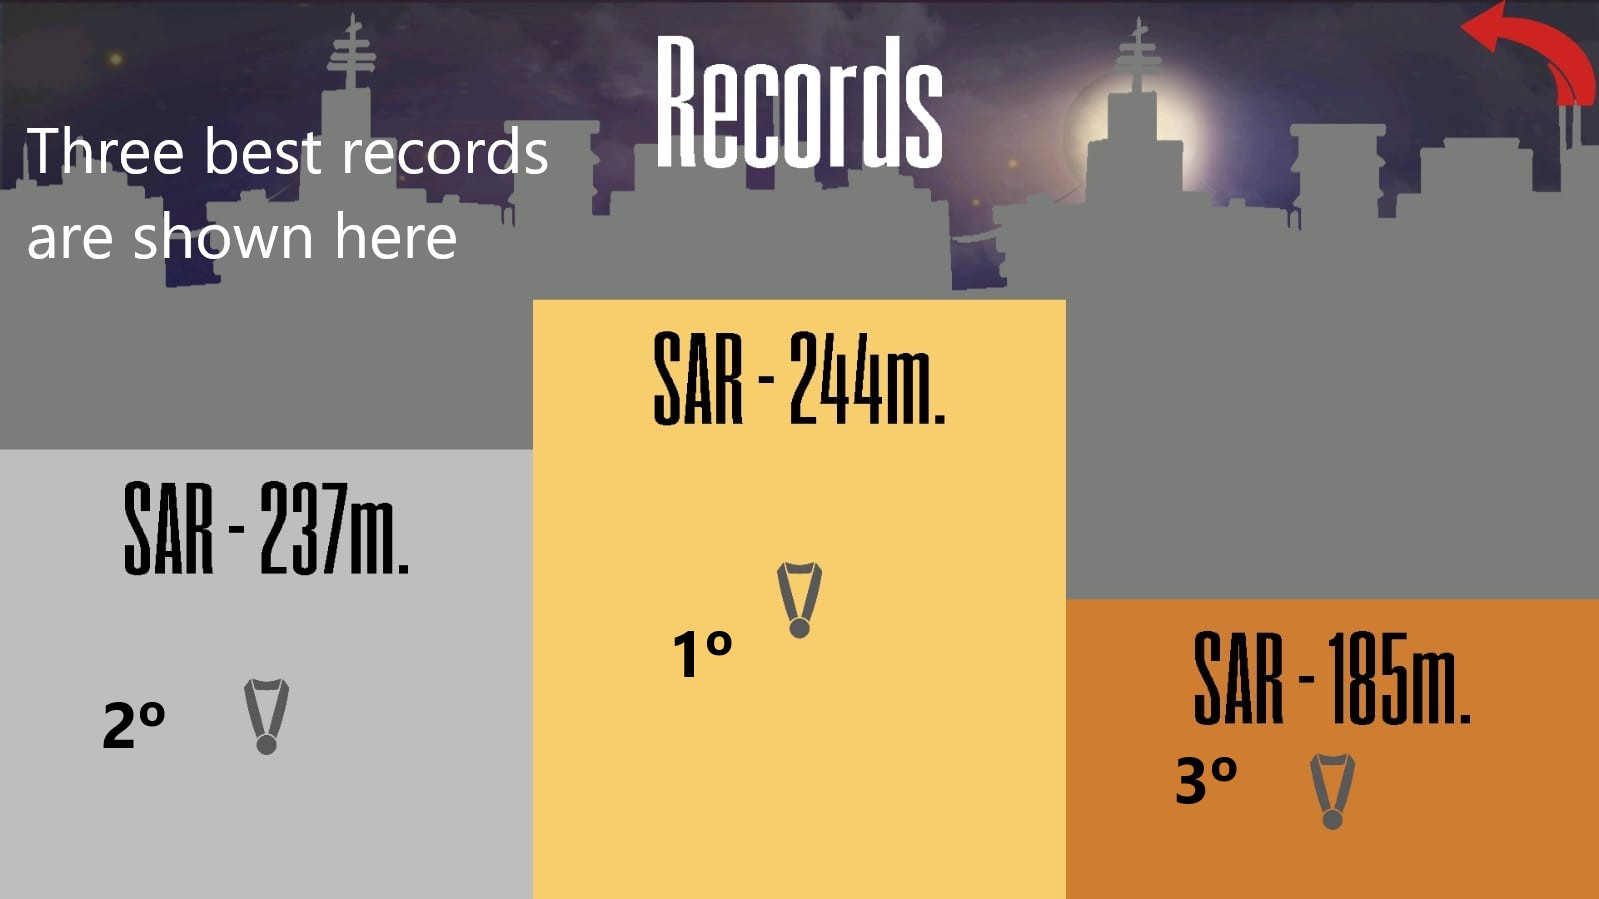 Records
Three best records
are shown here
SAR - 244m.
1º
SAR - 237m.
2º
SAR - 185m.
3º